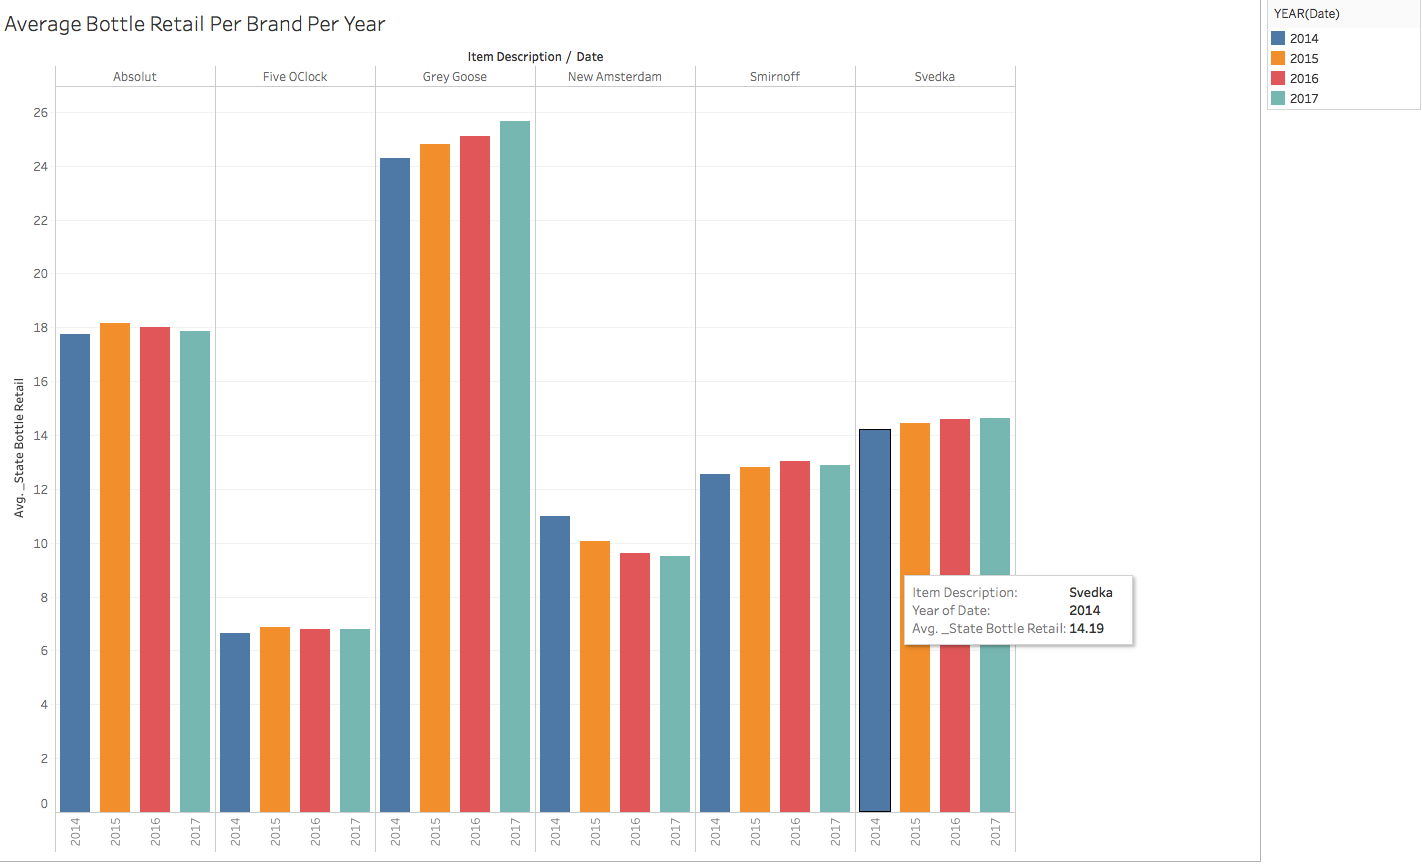 Average Bottle Retail Per Brand Per Year
Item Description / Date
Absolut Five OClock Grey Goose New Amsterdam Smirnoff Svedka
Avg. _State Bottle Retail
26
24
22
20
18
16
14
12
10
8
6
4
2
0
2014 2015 2016 2017 2014 2015 2016 2017 2014 2015 2016 2017 2014 2015 2016 2017 2014 2015 2016 2017 2014 2015 2016 2017
Item Description: Svedka
Year of Date: 2014
Avg. _State Bottle Retail: 14.19
YEAR(Date)
2014
2015
2016
2017